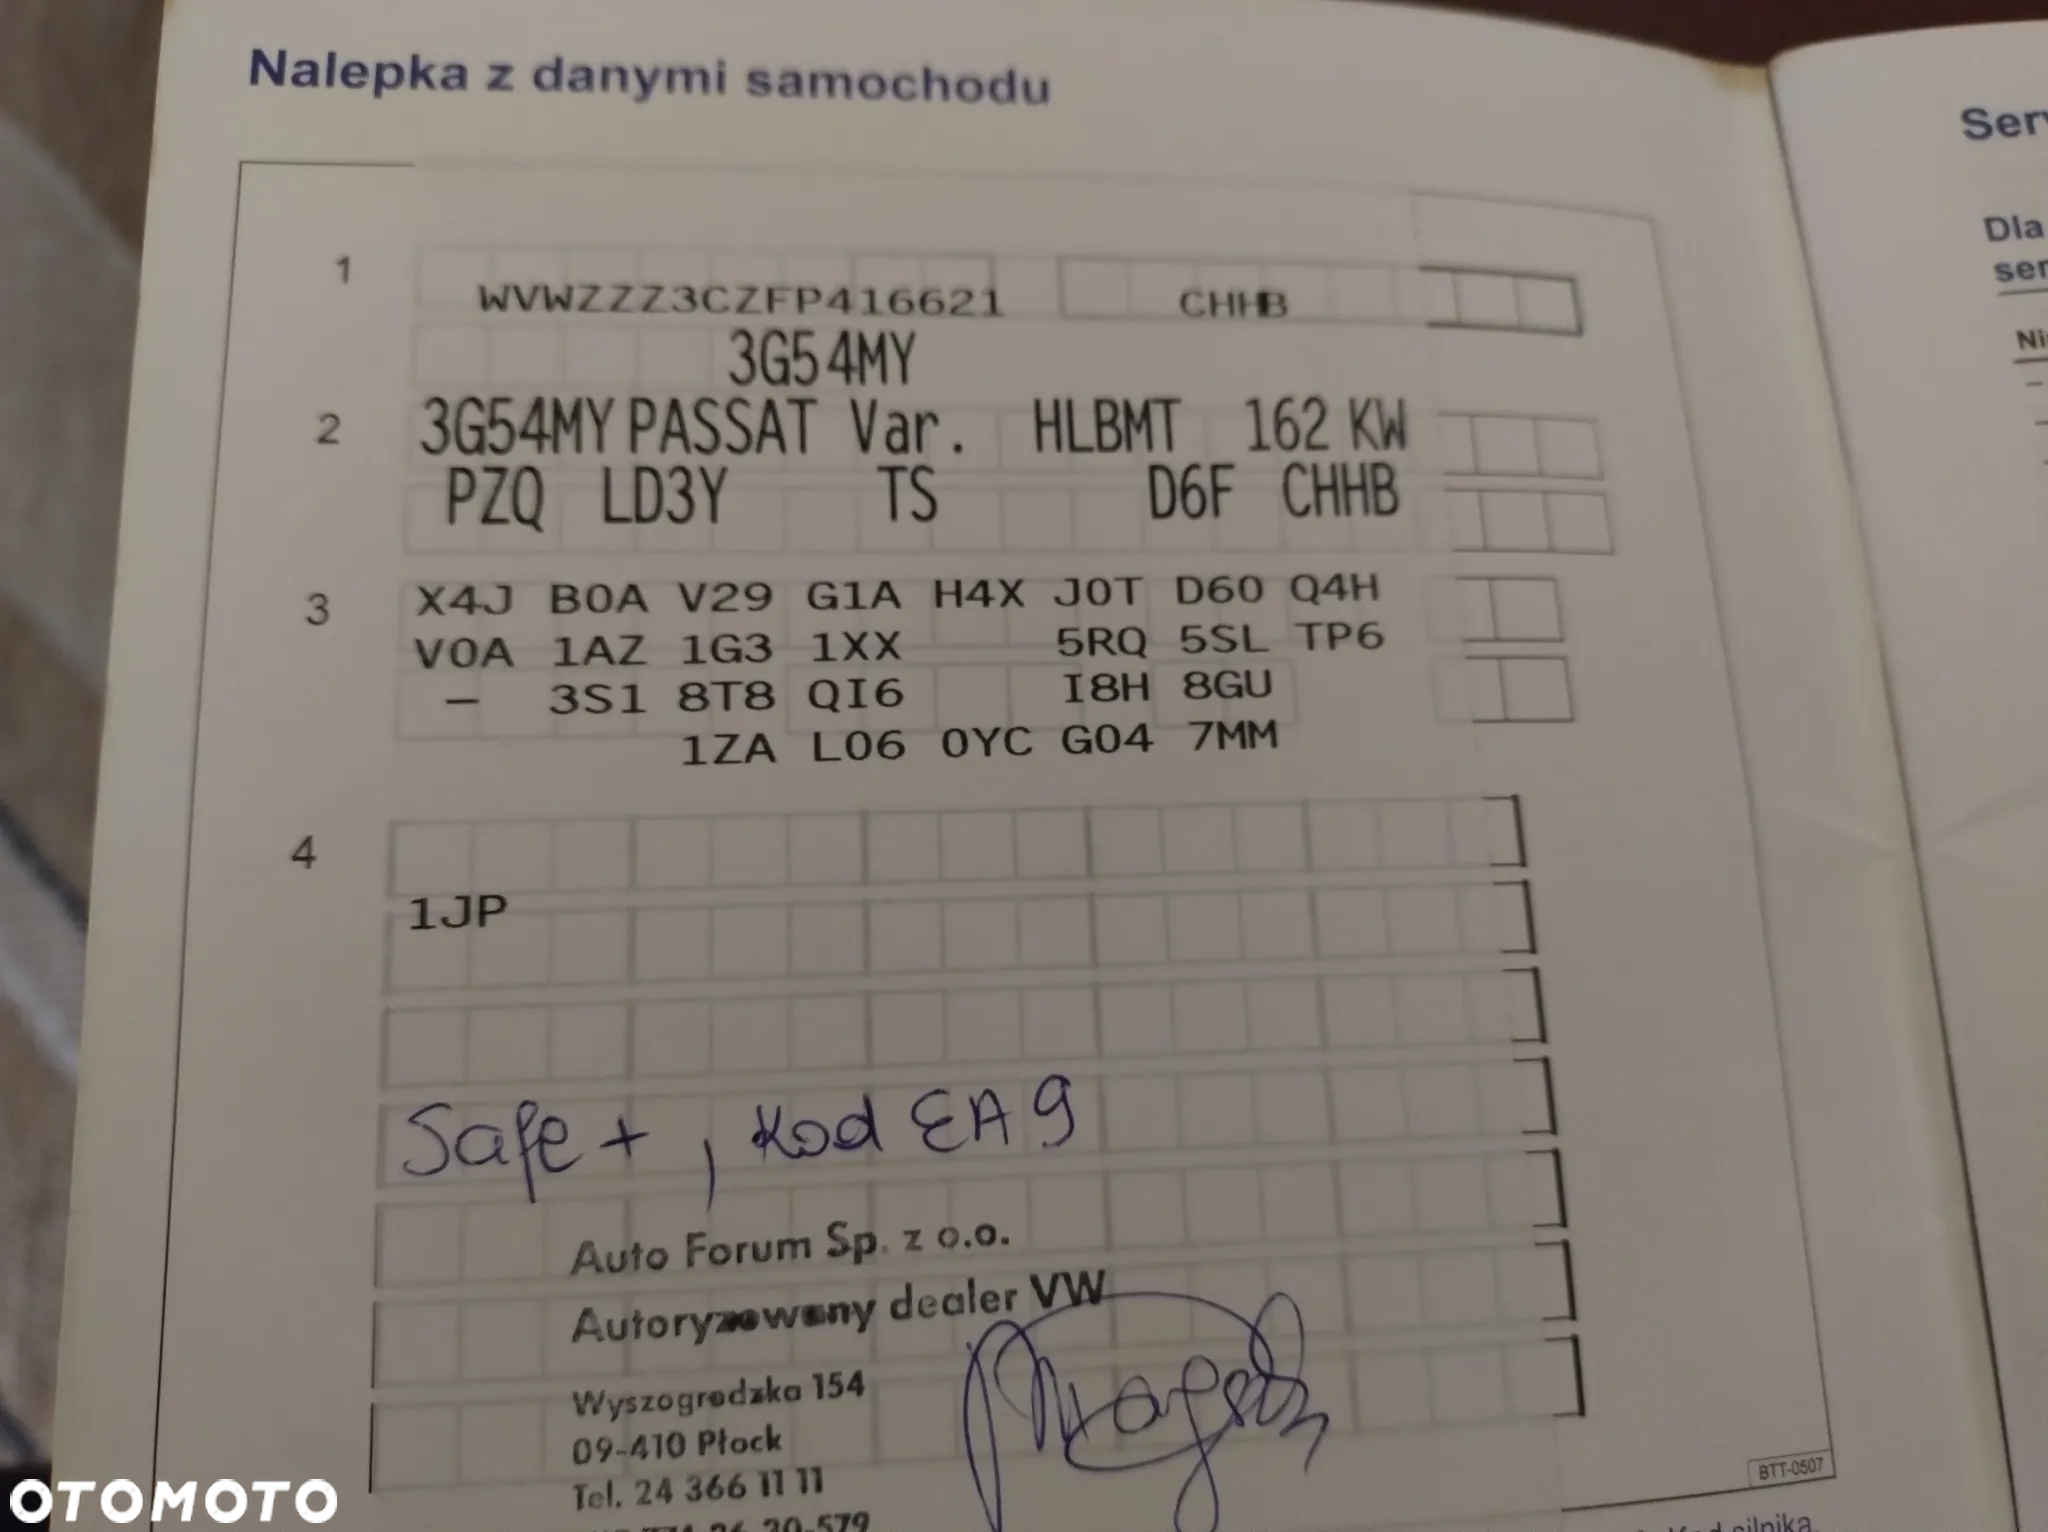 Nalepka z danymi samochodu
1
WVWZZZ3CZFP416621 CHHB
3G54MY
2 3G54MY PASSAT Var. HLBMT 162 KW
PZQ LD3Y TS D6F CHHB
3 X4J B0A V29 G1A H4X J0T D60 Q4H
V0A 1AZ 1G3 1XX 5RQ 5SL TP6
- 3S1 8T8 QI6 I8H 8GU
1ZA L06 0YC G04 7MM
4
1JP
Safe + , Kod EA9
Auto Forum Sp. z o.o.
Autoryzowany dealer VW
Wyszogrodzka 154
09-410 Płock
Tel. 24 366 11 11
BTT-0507
silnika
Dla
OTOMOTO